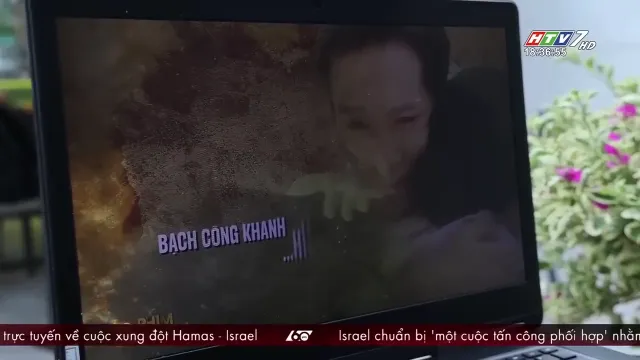 HTV7 HD
18:36:55
BẠCH CÔNG KHANH
trực tuyến về cuộc xung đột Hamas - Israel 60 Israel chuẩn bị 'một cuộc tấn công phối hợp' nhằm